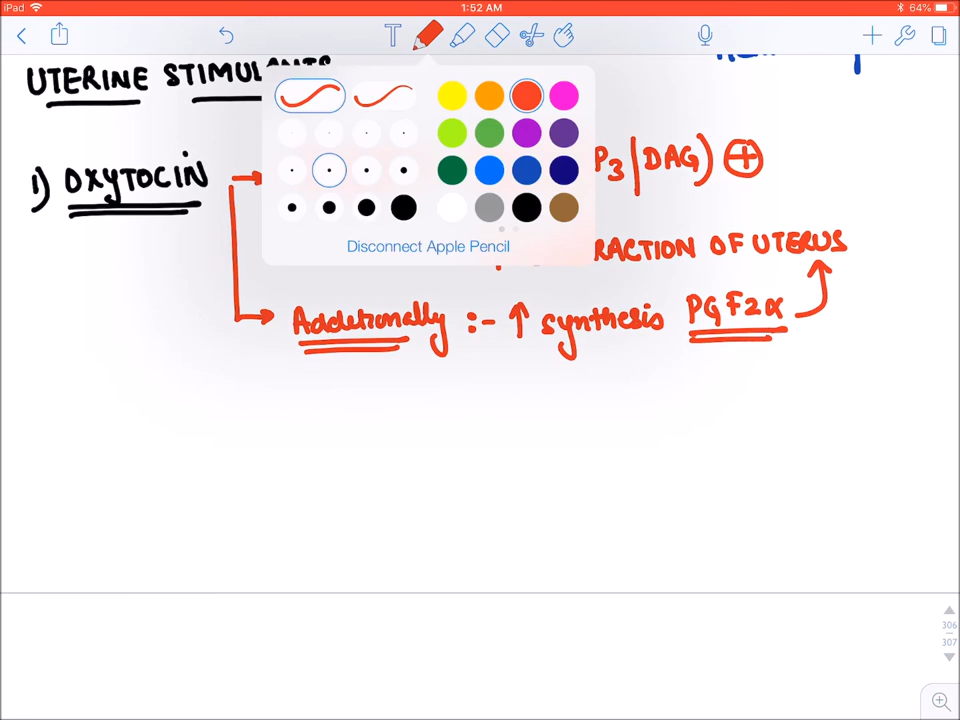 iPad 1:52 AM 64%
T
UTERINE STIMULANTS
1) OXYTOCIN
P3 | DAG) +
Disconnect Apple Pencil
RACTION OF UTERUS
Additionally :- ↑ synthesis PGF2α
306
307